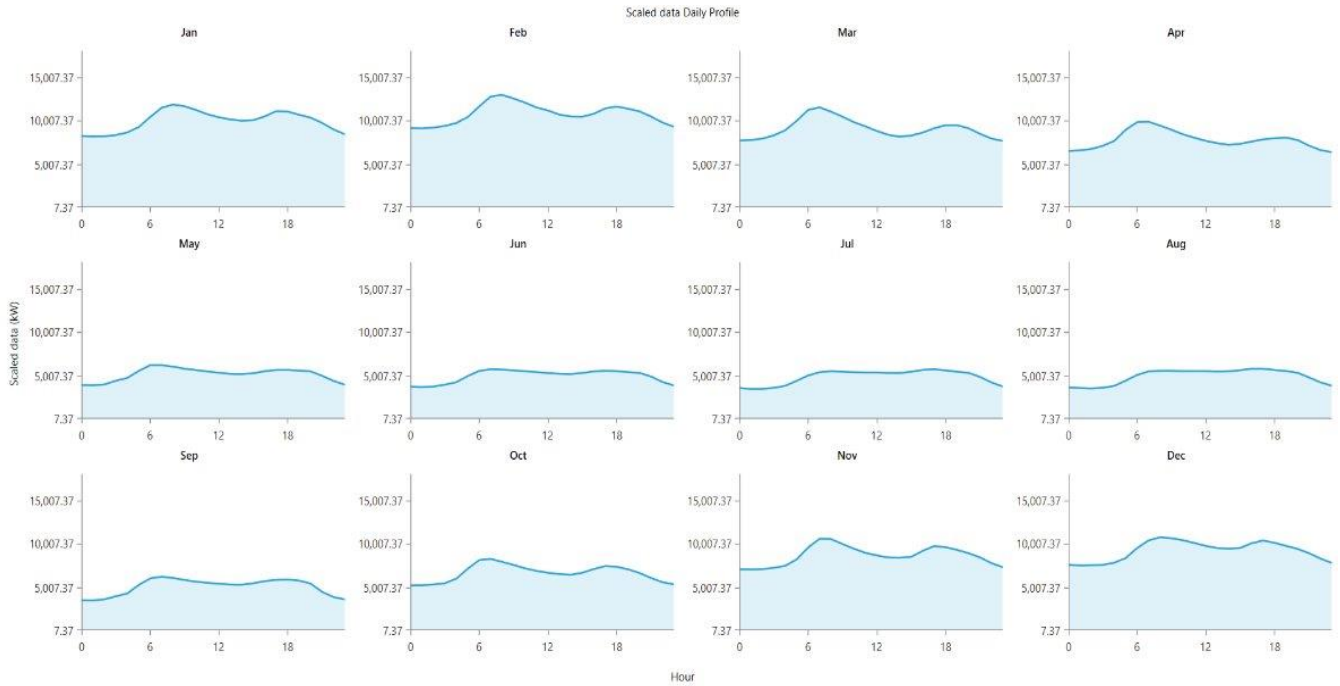 Scaled data Daily Profile
Jan Feb Mar Apr
15,007.37 15,007.37 15,007.37 15,007.37
10,007.37 10,007.37 10,007.37 10,007.37
5,007.37 5,007.37 5,007.37 5,007.37
7.37 7.37 7.37 7.37
0 6 12 18 0 6 12 18 0 6 12 18 0 6 12 18
May Jun Jul Aug
15,007.37 15,007.37 15,007.37 15,007.37
10,007.37 10,007.37 10,007.37 10,007.37
Scaled data (kW)
5,007.37 5,007.37 5,007.37 5,007.37
7.37 7.37 7.37 7.37
0 6 12 18 0 6 12 18 0 6 12 18 0 6 12 18
Sep Oct Nov Dec
15,007.37 15,007.37 15,007.37 15,007.37
10,007.37 10,007.37 10,007.37 10,007.37
5,007.37 5,007.37 5,007.37 5,007.37
7.37 7.37 7.37 7.37
0 6 12 18 0 6 12 18 0 6 12 18 0 6 12 18
Hour